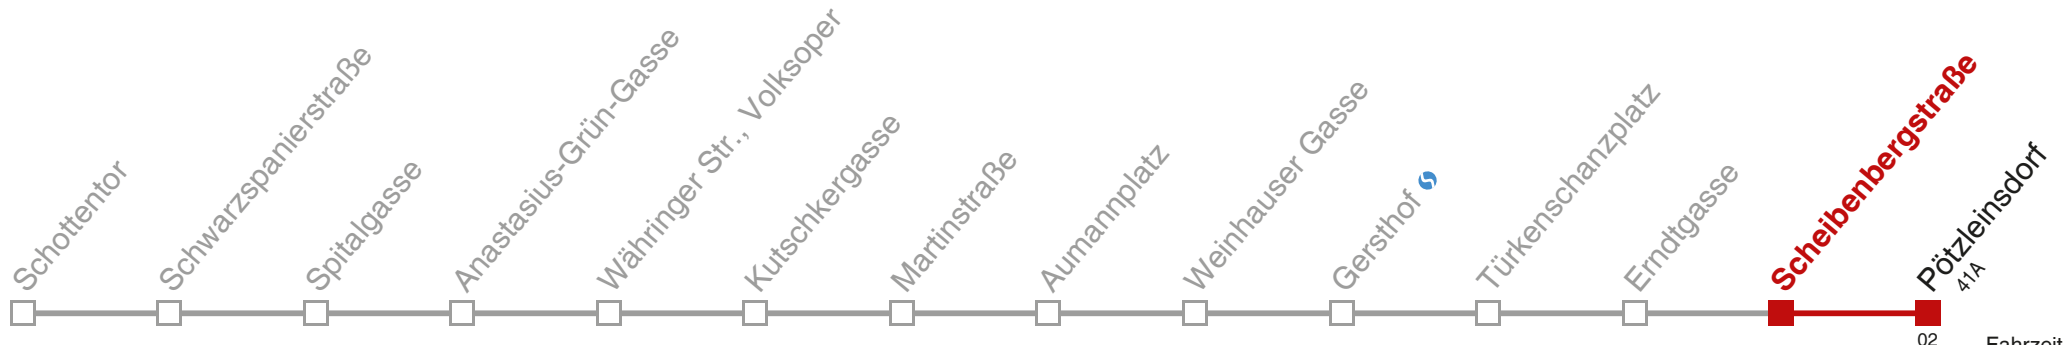 Schottentor
Schwarzspanierstraße
Spitalgasse
Anastasius-Grün-Gasse
Währinger Str., Volksoper
Kutschkergasse
Martinstraße
Aumannplatz
Weinhauser Gasse
Gersthof
Türkenschanzplatz
Erndtgasse
Scheibenbergstraße
Pötzleinsdorf
41A
02
Fahrzeit